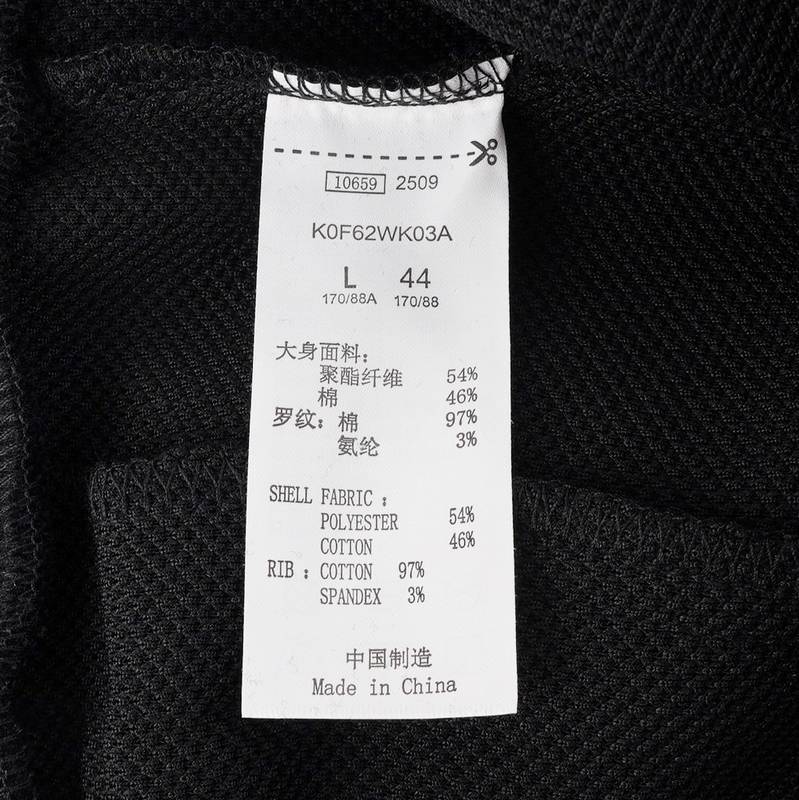 10659 2509
K0F62WK03A
L 44
170/88A 170/88
大身面料:
聚酯纤维 54%
棉 46%
罗纹: 棉 97%
氨纶 3%
SHELL FABRIC :
POLYESTER 54%
COTTON 46%
RIB : COTTON 97%
SPANDEX 3%
中国制造
Made in China